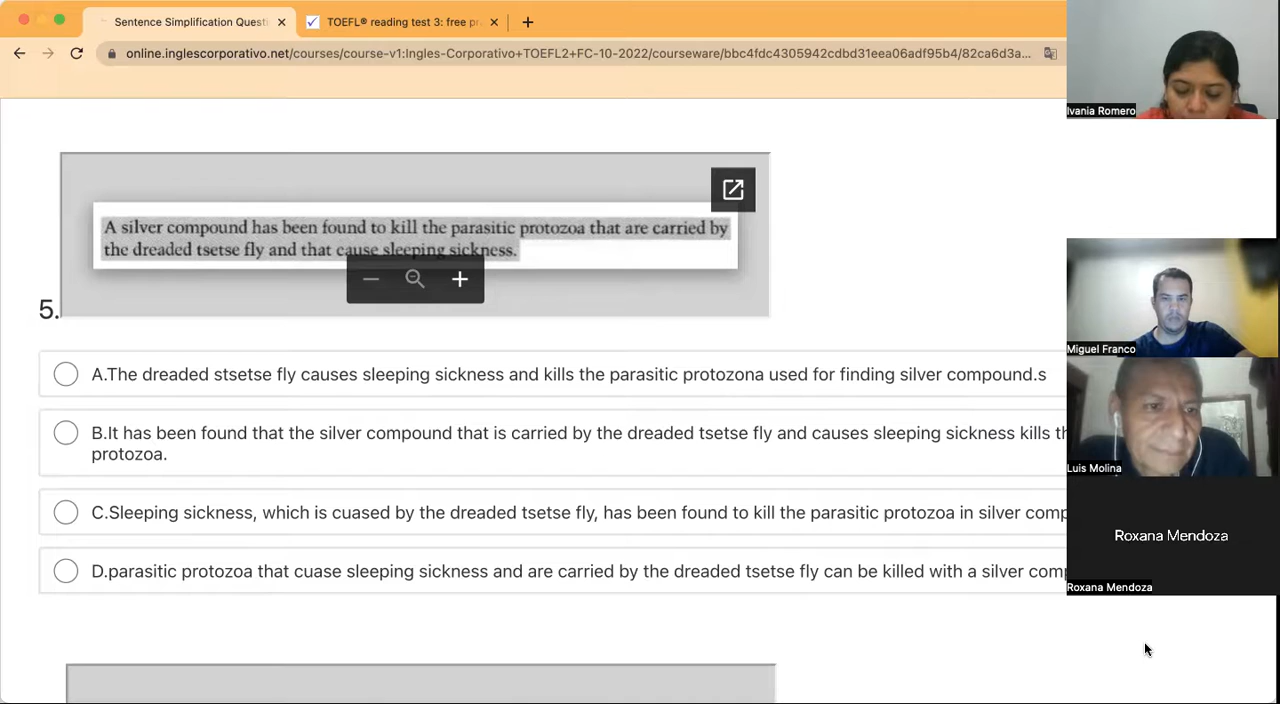 Sentence Simplification Questi
TOEFL® reading test 3: free pr
online.inglescorporativo.net/courses/course-v1:Ingles-Corporativo+TOEFL2+FC-10-2022/courseware/bbc4fdc4305942cdbd31eea06adf95b4/82ca6d3a...
Ivania Romero
A silver compound has been found to kill the parasitic protozoa that are carried by
the dreaded tsetse fly and that cause sleeping sickness.
5.
A.The dreaded stsetse fly causes sleeping sickness and kills the parasitic protozona used for finding silver compound.s
B.It has been found that the silver compound that is carried by the dreaded tsetse fly and causes sleeping sickness kills th
protozoa.
C.Sleeping sickness, which is cuased by the dreaded tsetse fly, has been found to kill the parasitic protozoa in silver comp
D.parasitic protozoa that cuase sleeping sickness and are carried by the dreaded tsetse fly can be killed with a silver com
Miguel Franco
Luis Molina
Roxana Mendoza
Roxana Mendoza